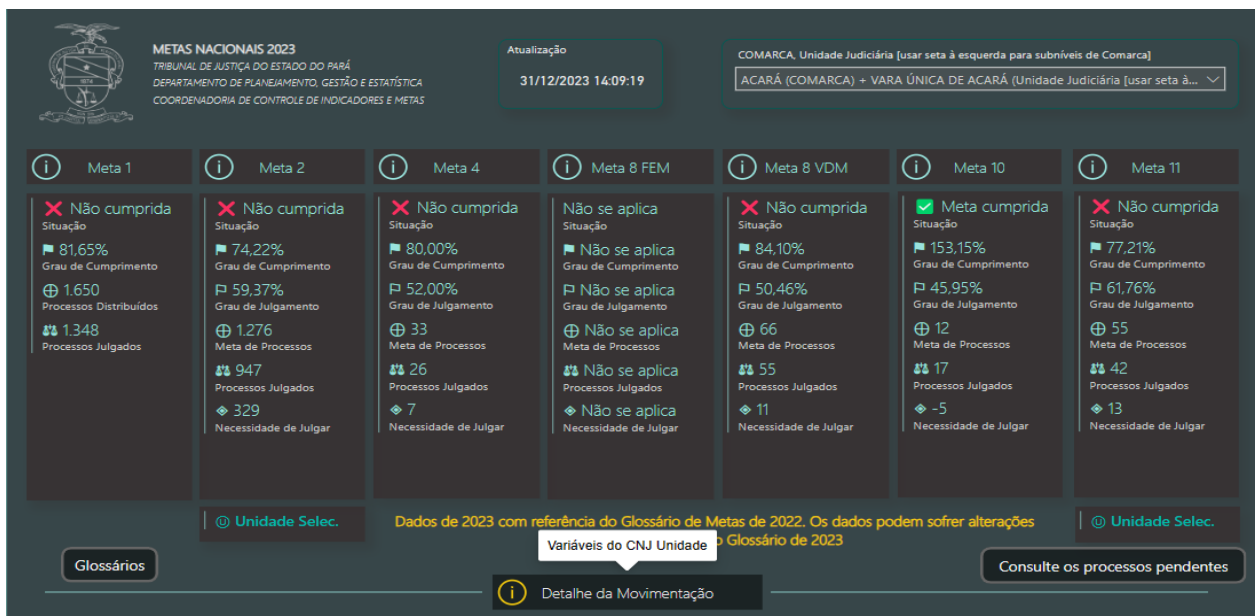 METAS NACIONAIS 2023
TRIBUNAL DE JUSTIÇA DO ESTADO DO PARÁ
DEPARTAMENTO DE PLANEJAMENTO, GESTÃO E ESTATÍSTICA
COORDENADORIA DE CONTROLE DE INDICADORES E METAS
Atualização
31/12/2023 14:09:19
COMARCA, Unidade Judiciária [usar seta à esquerda para subníveis de Comarca]
ACARÁ (COMARCA) + VARA ÚNICA DE ACARÁ (Unidade Judiciária [usar seta à...
Meta 1
Não cumprida
Situação
81,65%
Grau de Cumprimento
1.650
Processos Distribuídos
1.348
Processos Julgados
Meta 2
Não cumprida
Situação
74,22%
Grau de Cumprimento
59,37%
Grau de Julgamento
1.276
Meta de Processos
947
Processos Julgados
329
Necessidade de Julgar
Unidade Selec.
Meta 4
Não cumprida
Situação
80,00%
Grau de Cumprimento
52,00%
Grau de Julgamento
33
Meta de Processos
26
Processos Julgados
7
Necessidade de Julgar
Meta 8 FEM
Não se aplica
Situação
Não se aplica
Grau de Cumprimento
Não se aplica
Grau de Julgamento
Não se aplica
Meta de Processos
Não se aplica
Processos Julgados
Não se aplica
Necessidade de Julgar
Meta 8 VDM
Não cumprida
Situação
84,10%
Grau de Cumprimento
50,46%
Grau de Julgamento
66
Meta de Processos
55
Processos Julgados
11
Necessidade de Julgar
Meta 10
Meta cumprida
Situação
153,15%
Grau de Cumprimento
45,95%
Grau de Julgamento
12
Meta de Processos
17
Processos Julgados
-5
Necessidade de Julgar
Meta 11
Não cumprida
Situação
77,21%
Grau de Cumprimento
61,76%
Grau de Julgamento
55
Meta de Processos
42
Processos Julgados
13
Necessidade de Julgar
Unidade Selec.
Dados de 2023 com referência do Glossário de Metas de 2022. Os dados podem sofrer alterações
Glossário de 2023
Variáveis do CNJ Unidade
Glossários
Detalhe da Movimentação
Consulte os processos pendentes